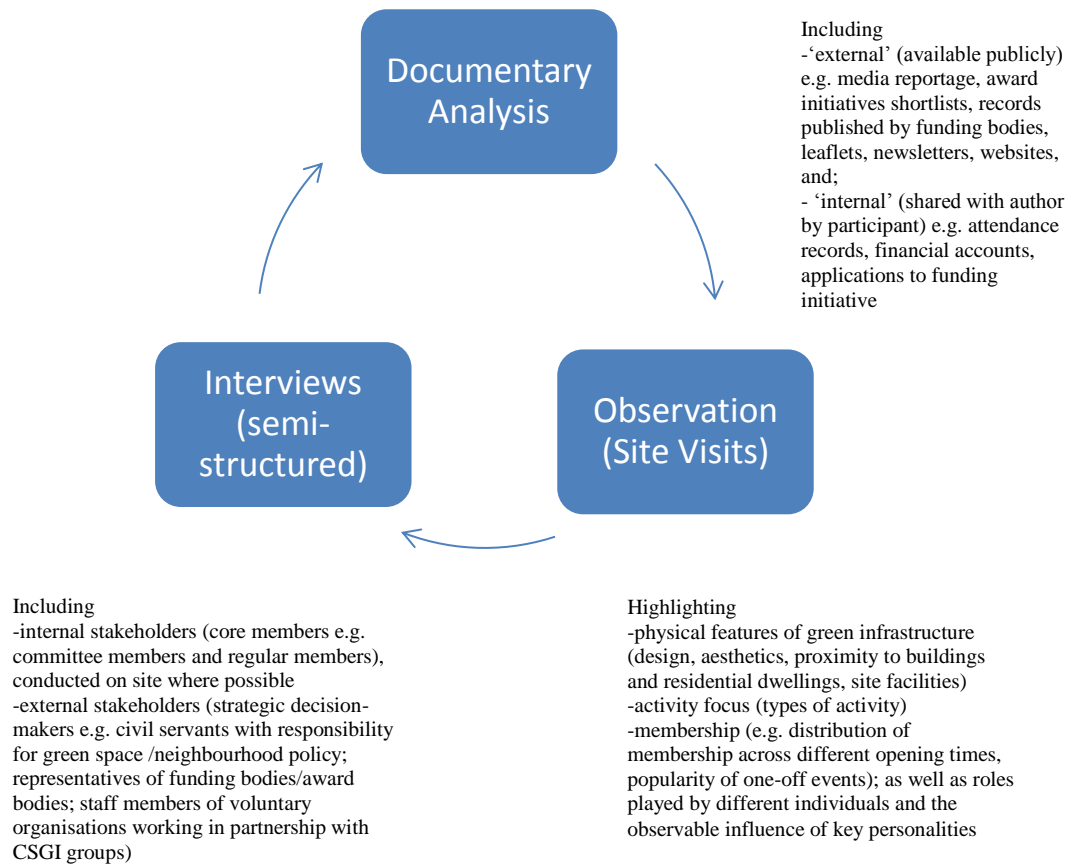 Documentary
Analysis
Including
-‘external’ (available publicly)
e.g. media reportage, award
initiatives shortlists, records
published by funding bodies,
leaflets, newsletters, websites,
and;
- ‘internal’ (shared with author
by participant) e.g. attendance
records, financial accounts,
applications to funding
initiative
Interviews
(semi-
structured)
Observation
(Site Visits)
Including
-internal stakeholders (core members e.g.
committee members and regular members),
conducted on site where possible
-external stakeholders (strategic decision-
makers e.g. civil servants with responsibility
for green space /neighbourhood policy;
representatives of funding bodies/award
bodies; staff members of voluntary
organisations working in partnership with
CSGI groups)
Highlighting
-physical features of green infrastructure
(design, aesthetics, proximity to buildings
and residential dwellings, site facilities)
-activity focus (types of activity)
-membership (e.g. distribution of
membership across different opening times,
popularity of one-off events); as well as roles
played by different individuals and the
observable influence of key personalities